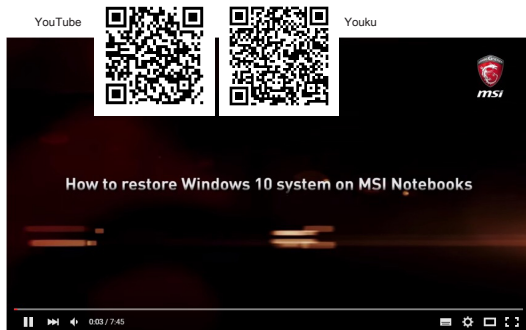 YouTube
Youku
msi
How to restore Windows 10 system on MSI Notebooks
0:03 / 7:45